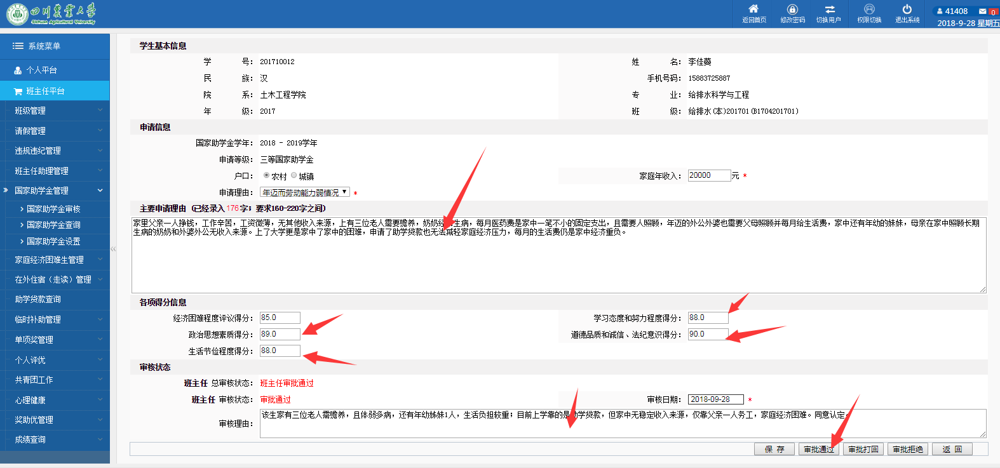 四川农业大学
Sichuan Agricultural University
返回首页 修改密码 切换用户 权限切换 退出系统
41408 0
2018-9-28 星期五
系统菜单
个人平台
班主任平台
班级管理
请假管理
违规违纪管理
班主任助理管理
国家助学金管理
国家助学金审核
国家助学金查询
国家助学金设置
家庭经济困难生管理
在外住宿（走读）管理
助学贷款查询
临时补助管理
单项奖管理
个人评优
共青团工作
心理健康
奖助优管理
成绩查询
学生基本信息
学 号： 201710012 姓 名： 李佳薎
民 族： 汉 手机号码： 15883725887
院 系： 土木工程学院 专 业： 给排水科学与工程
年 级： 2017 班 级： 给排水(本)201701(B1704201701)
申请信息
国家助学金学年： 2018 - 2019学年
申请等级： 三等国家助学金
户口： 农村 城镇 家庭年收入： 20000 元 *
申请理由： 年迈而劳动能力弱情况 *
主要申请理由（已经录入 176 字；要求160-220字之间）
家里父亲一人挣钱，工作辛苦，工资微薄，无其他收入来源，上有三位老人需要赡养，奶奶经 生病，每月医药费是家中一笔不小的固定支出，且需要人照顾，年迈的外公外婆也需要父母照顾并每月给生活费，家中还有年幼的妹妹，母亲在家中照顾长期
生病的奶奶和外婆外公无收入来源。上了大学更是家中了家中的困难，申请了助学贷款也无法减轻家庭经济压力，每月的生活费仍是家中经济重负。
各项得分信息
经济困难程度评议得分： 85.0 学习态度和努力程度得分： 88.0
政治思想素质得分： 89.0 道德品质和诚信、法纪意识得分： 90.0
生活节俭程度得分： 88.0
审核状态
班主任 总审核状态： 班主任审批通过
班主任 审核状态： 审批通过 审核日期： 2018-09-28 *
审核理由： 该生家有三位老人需赡养，且体弱多病，还有年幼姊妹1人，生活负担较重；目前上学靠的是助学贷款，但家中无稳定收入来源，仅靠父亲一人务工，家庭经济困难。同意认定。
保 存 审批通过 审批打回 审批拒绝 返 回